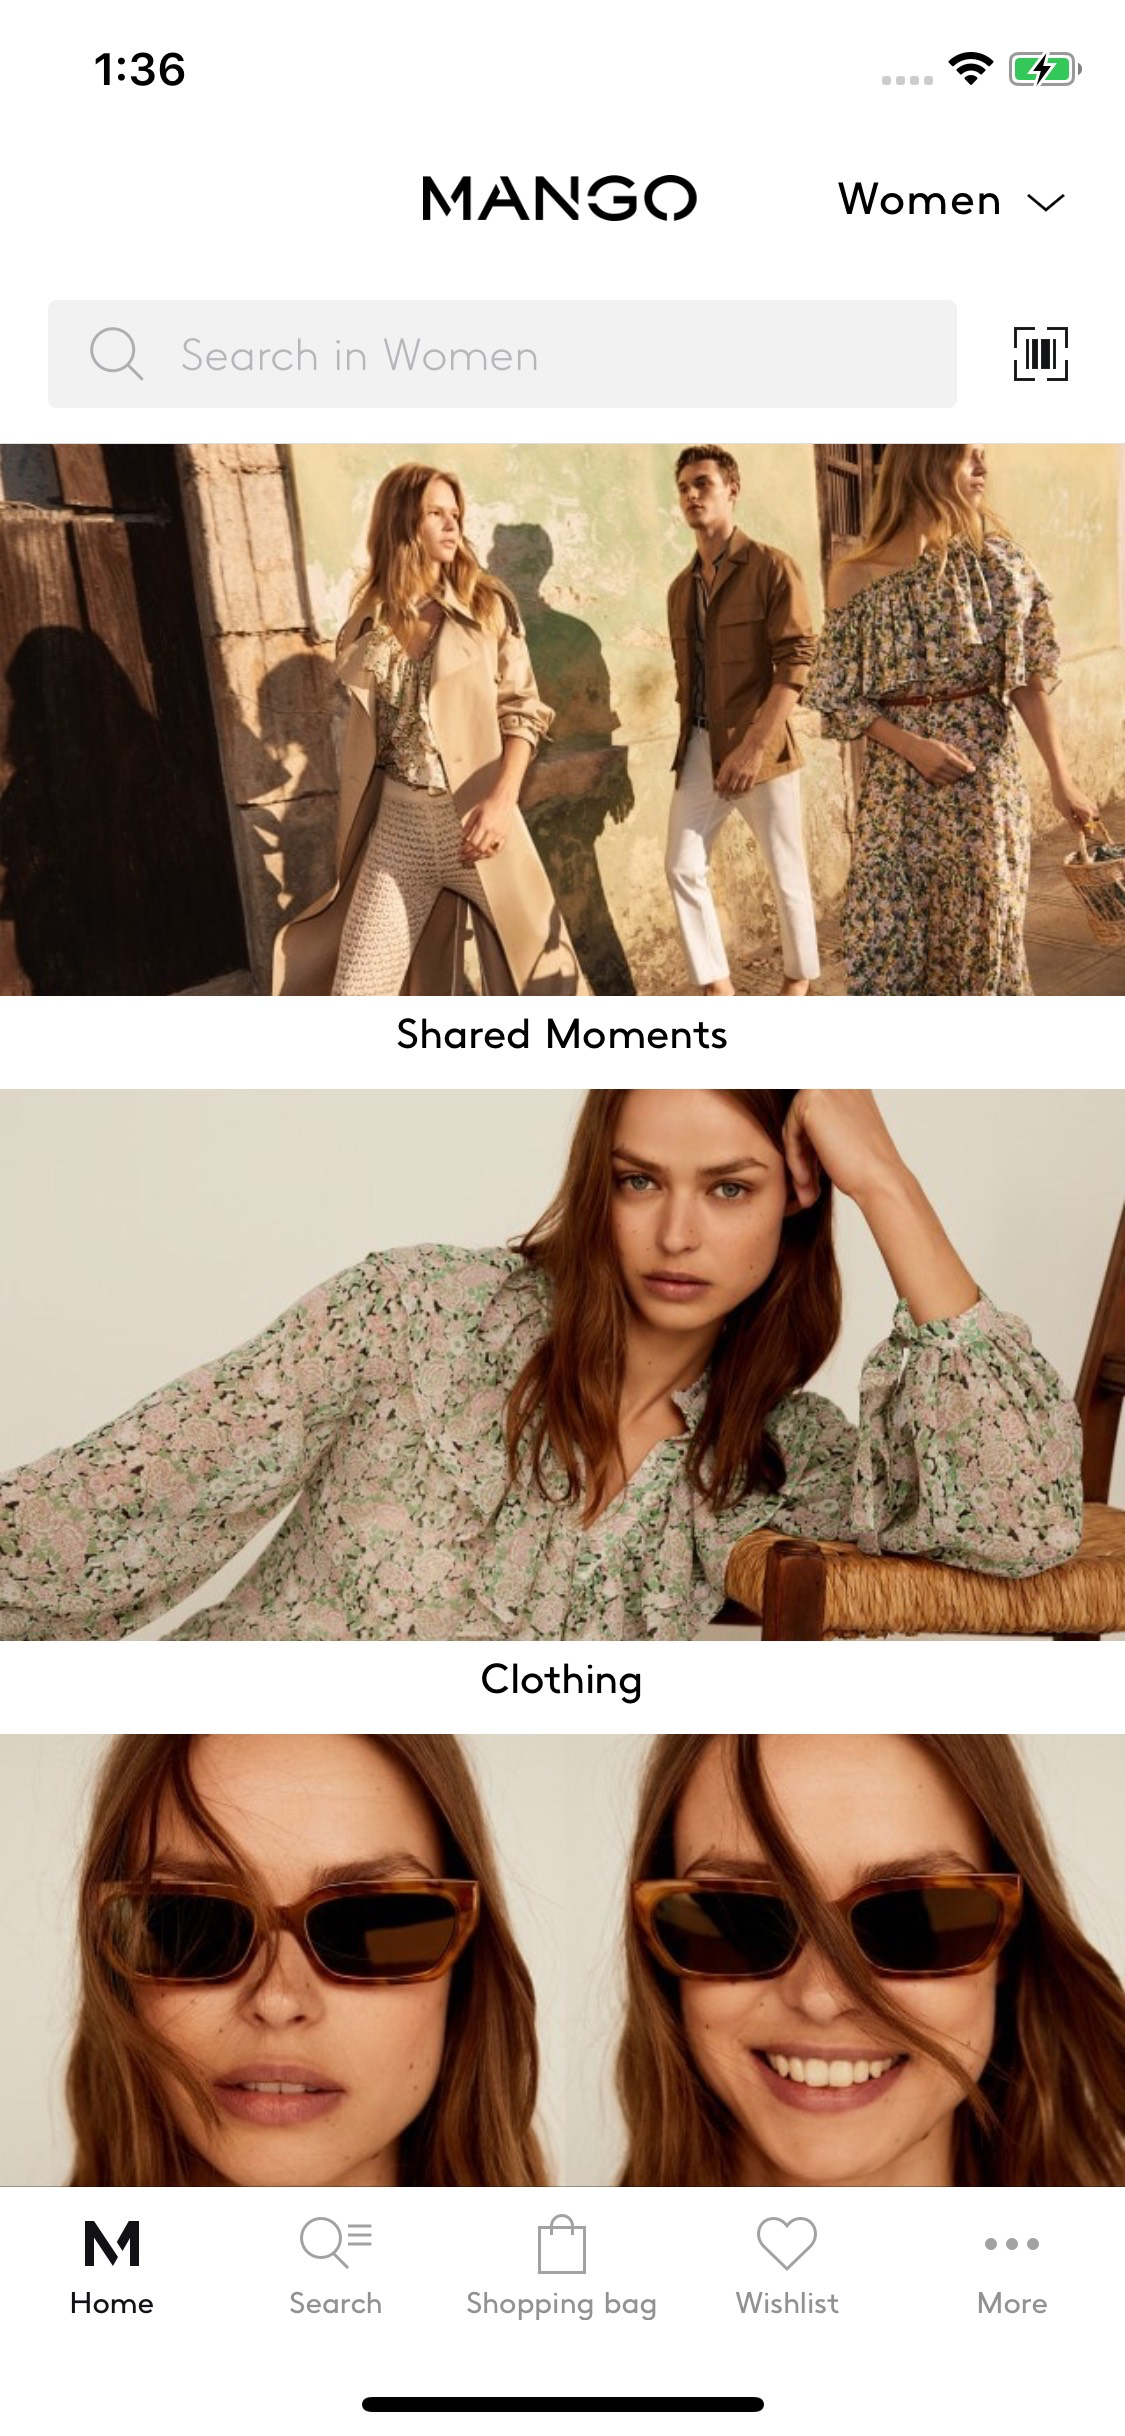 1:36
MANGO
Women
Search in Women
Shared Moments
Clothing
Home
Search
Shopping bag
Wishlist
More